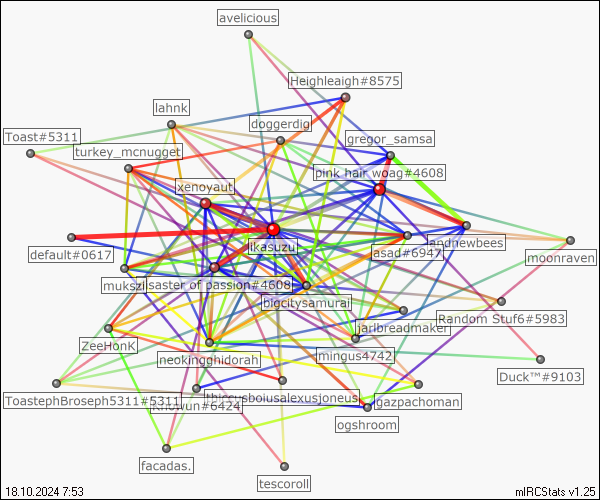 avelicious
Heighleaigh#8575
lahnk
doggerdig
Toast#5311
gregor_samsa
turkey_mcnugget
pink hair woag#4608
xenoyaut
ikasuzu
andnewbees
default#0617
asad#6947
moonraven
muksz
saster of passion#4608
bigcitysamurai
Random Stuf6#5983
jarlbreadmaker
ZeeHonK
neokingghidorah
mingus4742
Duck™#9103
thiccusboiusalexusjoneus
ToastephBroseph5311#5311
#6424
gazpachoman
ogshroom
facadas.
tescoroll
18.10.2024 7:53
mIRCStats v1.25